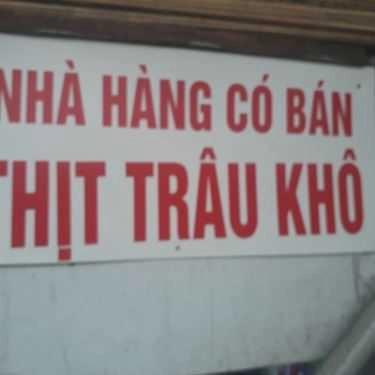 NHÀ HÀNG CÓ BÁN
THỊT TRÂU KHÔ